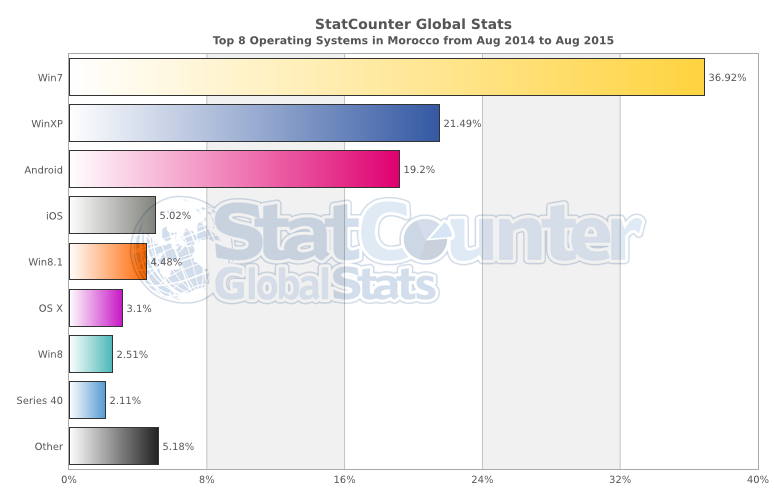 StatCounter Global Stats
Top 8 Operating Systems in Morocco from Aug 2014 to Aug 2015
Win7 36.92%
WinXP 21.49%
Android 19.2%
iOS 5.02%
StatCounter
Win8.1 4.48%
GlobalStats
OS X 3.1%
Win8 2.51%
Series 40 2.11%
Other 5.18%
0% 8% 16% 24% 32% 40%